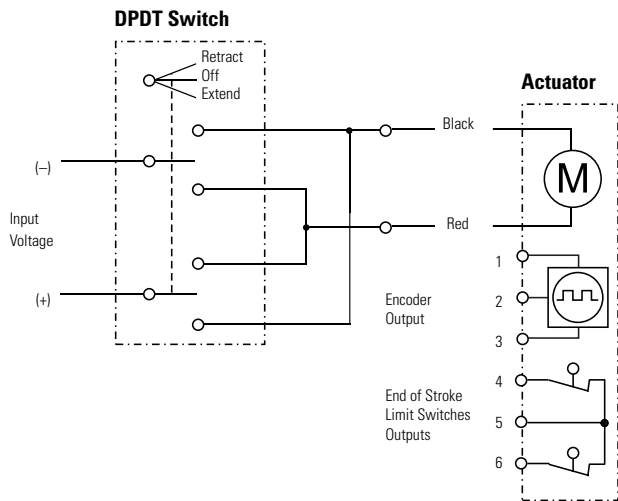 DPDT Switch
Retract
Off
Extend
Actuator
Black
(–)
M
Input
Voltage
Red
1
(+)
Encoder
Output
2
3
4
End of Stroke
Limit Switches
Outputs
5
6